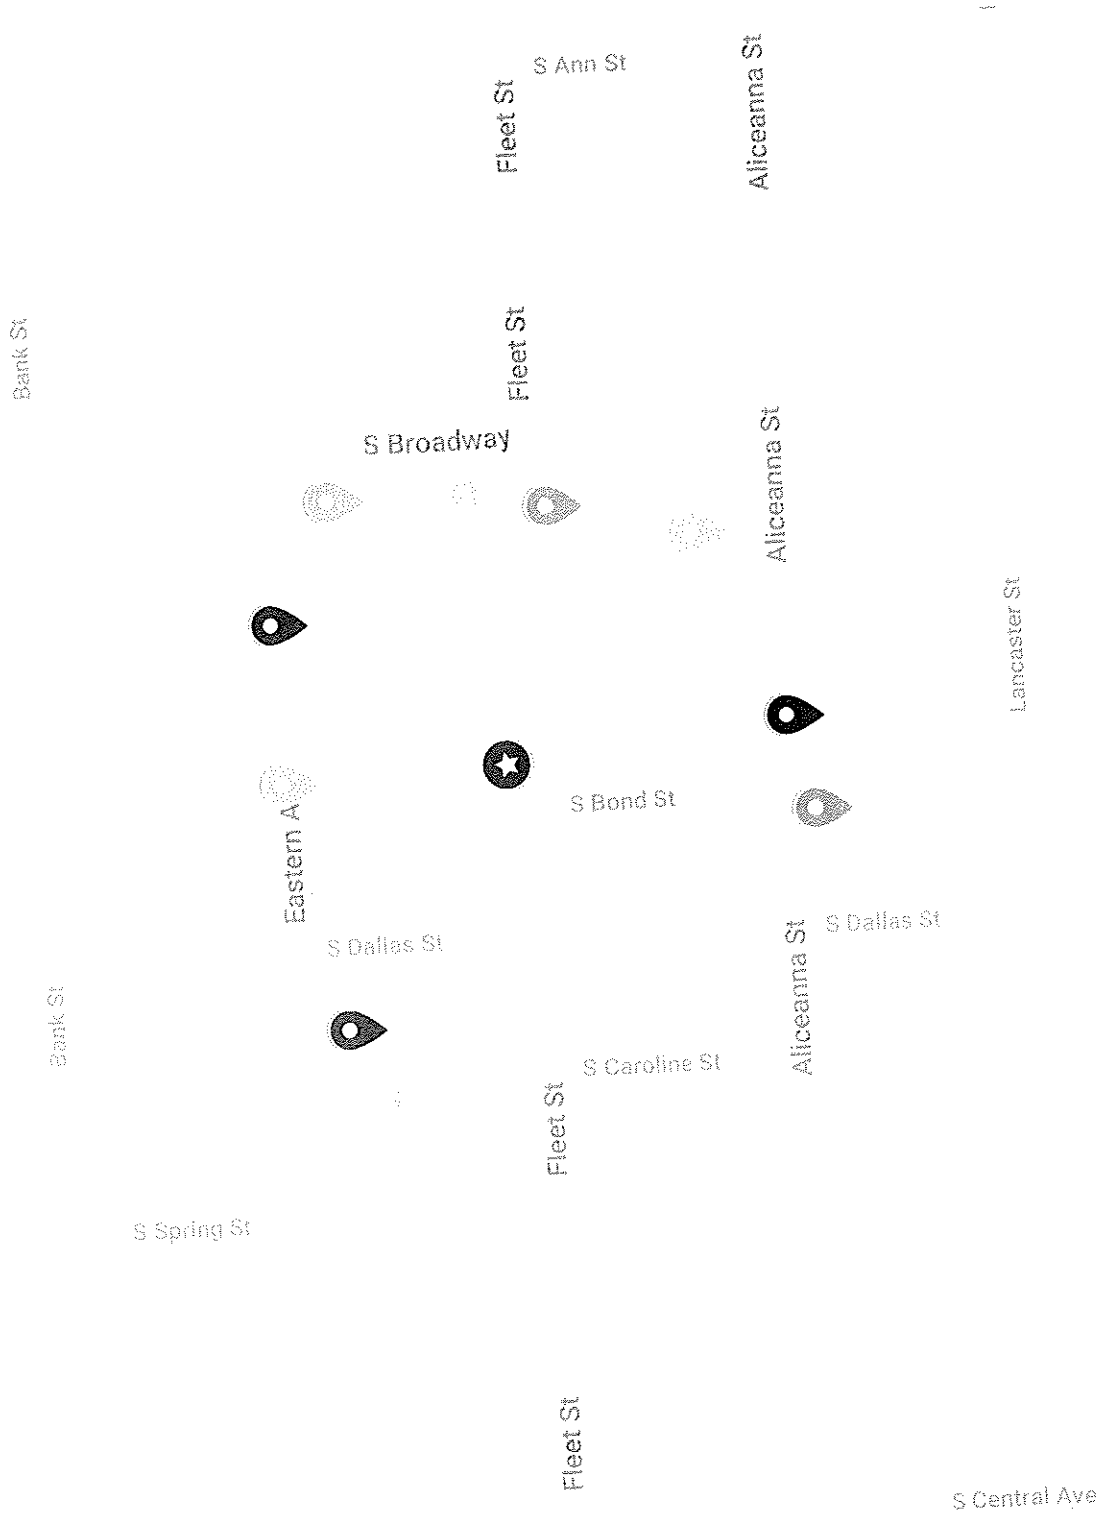 S Ann St
Aliceanna St
Fleet St
Fleet St
Bank St
S Broadway
Aliceanna St
Lancaster St
S Bond St
Eastern A
S Dallas St
S Dallas St
Aliceanna St
Bank St
S Caroline St
Fleet St
S Spring St
Fleet St
S Central Ave